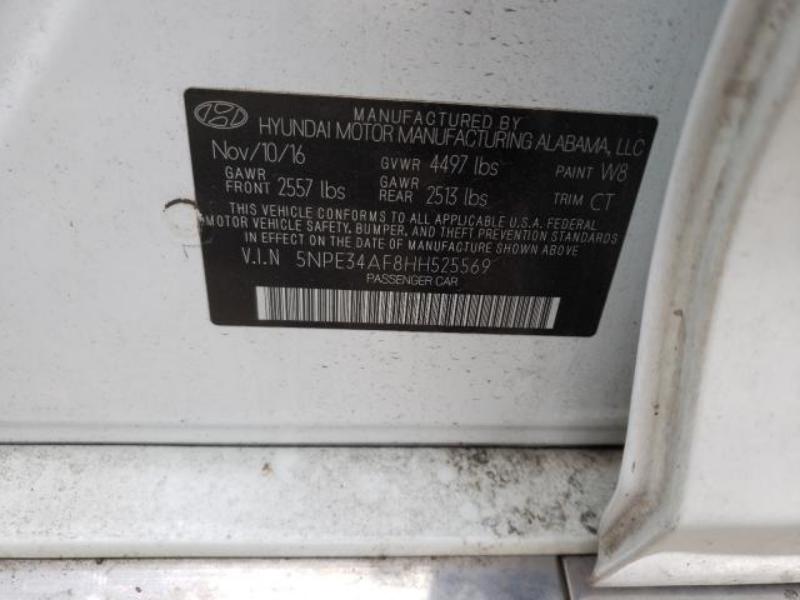 MANUFACTURED BY
HYUNDAI MOTOR MANUFACTURING ALABAMA, LLC
Nov/10/16 GVWR 4497 lbs PAINT W8
GAWR FRONT 2557 lbs GAWR REAR 2513 lbs TRIM CT
THIS VEHICLE CONFORMS TO ALL APPLICABLE U.S.A. FEDERAL
MOTOR VEHICLE SAFETY, BUMPER, AND THEFT PREVENTION STANDARDS
IN EFFECT ON THE DATE OF MANUFACTURE SHOWN ABOVE.
V.I.N 5NPE34AF8HH525569
PASSENGER CAR